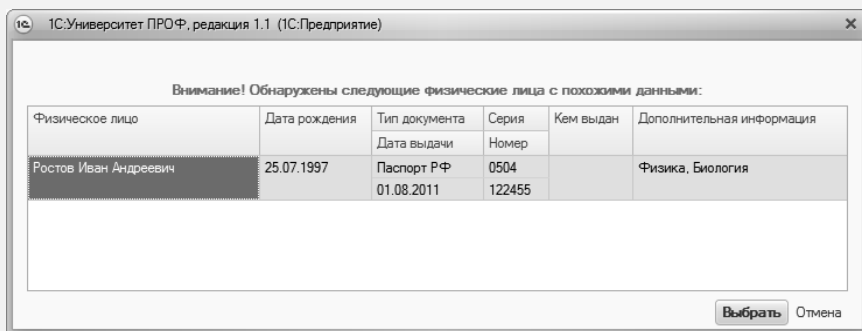 1С:Университет ПРОФ, редакция 1.1 (1С:Предприятие)
Внимание! Обнаружены следующие физические лица с похожими данными:
Физическое лицо Дата рождения Тип документа Серия Кем выдан Дополнительная информация
Дата выдачи Номер
Ростов Иван Андреевич 25.07.1997 Паспорт РФ 0504 Физика, Биология
01.08.2011 122455
Выбрать Отмена